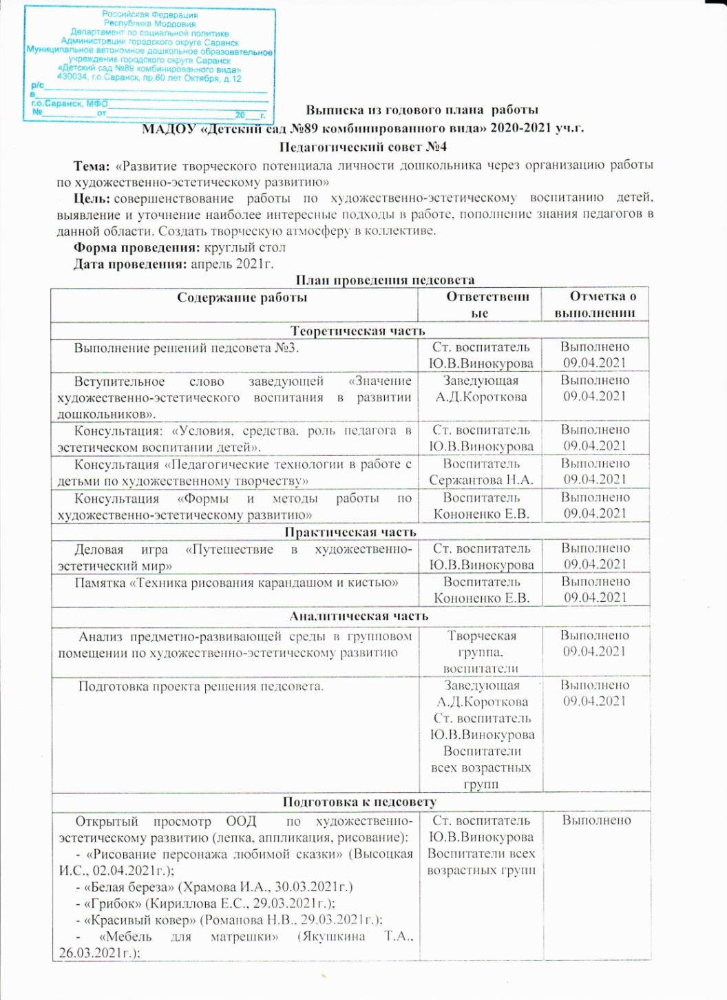 Российская Федерация
Республика Мордовия
Департамент по социальной политике
Администрации городского округа Саранск
Муниципальное автономное дошкольное образовательное
учреждение городского округа Саранск
«Детский сад №89 комбинированного вида»
430034, г.о.Саранск, пр.60 лет Октября, д.12
р/с
в
г.о.Саранск, МФО
№ от 20 г.
Выписка из годового плана работы
МАДОУ «Детский сад №89 комбинированного вида» 2020-2021 уч.г.
Педагогический совет №4
Тема: «Развитие творческого потенциала личности дошкольника через организацию работы
по художественно-эстетическому развитию»
Цель: совершенствование работы по художественно-эстетическому воспитанию детей,
выявление и уточнение наиболее интересные подходы в работе, пополнение знания педагогов в
данной области. Создать творческую атмосферу в коллективе.
Форма проведения: круглый стол
Дата проведения: апрель 2021г.
План проведения педсовета
Содержание работы
Ответственн
ые
Отметка о
выполнении
Теоретическая часть
Выполнение решений педсовета №3.
Ст. воспитатель
Ю.В.Винокурова
Выполнено
09.04.2021
Вступительное слово заведующей «Значение
художественно-эстетического воспитания в развитии
дошкольников».
Заведующая
А.Д.Короткова
Выполнено
09.04.2021
Консультация: «Условия, средства, роль педагога в
эстетическом воспитании детей».
Ст. воспитатель
Ю.В.Винокурова
Выполнено
09.04.2021
Консультация «Педагогические технологии в работе с
детьми по художественному творчеству»
Воспитатель
Сержантова Н.А.
Выполнено
09.04.2021
Консультация «Формы и методы работы по
художественно-эстетическому развитию»
Воспитатель
Кононенко Е.В.
Выполнено
09.04.2021
Практическая часть
Деловая игра «Путешествие в художественно-
эстетический мир»
Ст. воспитатель
Ю.В.Винокурова
Выполнено
09.04.2021
Памятка «Техника рисования карандашом и кистью»
Воспитатель
Кононенко Е.В.
Выполнено
09.04.2021
Аналитическая часть
Анализ предметно-развивающей среды в групповом
помещении по художественно-эстетическому развитию
Творческая
группа,
воспитатели
Выполнено
09.04.2021
Подготовка проекта решения педсовета.
Заведующая
А.Д.Короткова
Ст. воспитатель
Ю.В.Винокурова
Воспитатели
всех возрастных
групп
Выполнено
09.04.2021
Подготовка к педсовету
Открытый просмотр ООД по художественно-
эстетическому развитию (лепка, аппликация, рисование):
- «Рисование персонажа любимой сказки» (Высоцкая
И.С., 02.04.2021г.);
- «Белая береза» (Храмова И.А., 30.03.2021г.)
- «Грибок» (Кириллова Е.С., 29.03.2021г.);
- «Красивый ковер» (Романова Н.В., 29.03.2021г.);
- «Мебель для матрешки» (Якушкина Т.А.,
26.03.2021г.);
Ст. воспитатель
Ю.В.Винокурова
Воспитатели всех
возрастных групп
Выполнено